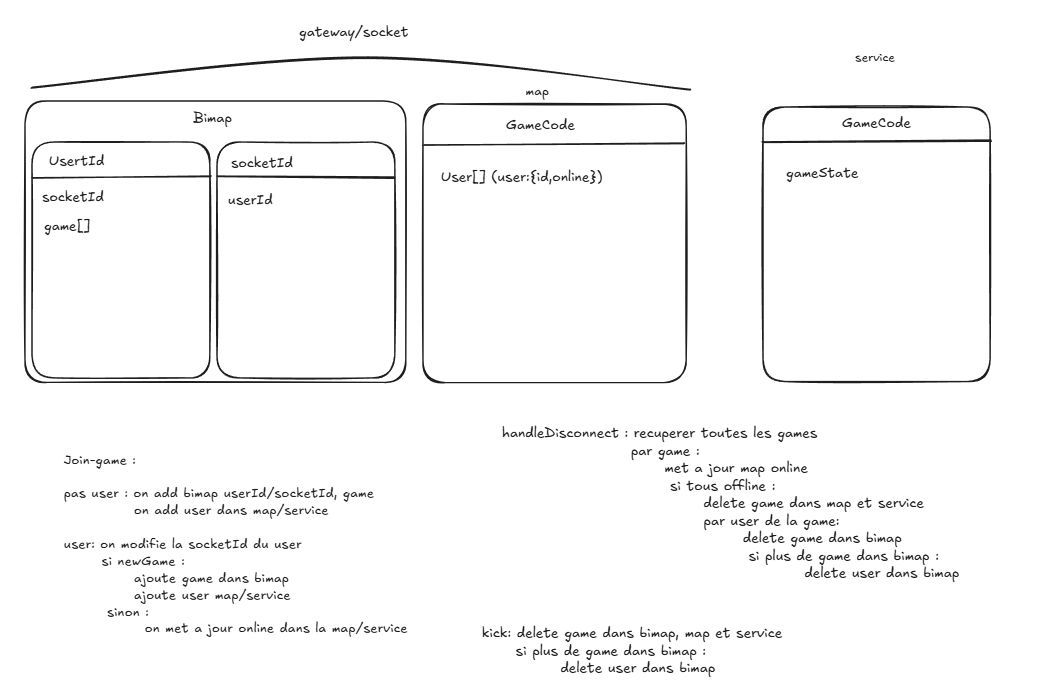 gateway/socket
service
map
Bimap
GameCode
GameCode
UsertId
socketId
socketId
userId
game[]
User[] (user:{id,online})
gameState
Join-game :
pas user : on add bimap userId/socketId, game
on add user dans map/service
user: on modifie la socketId du user
si newGame :
ajoute game dans bimap
ajoute user map/service
sinon :
on met a jour online dans la map/service
handleDisconnect : recuperer toutes les games
par game :
met a jour map online
si tous offline :
delete game dans map et service
par user de la game:
delete game dans bimap
si plus de game dans bimap :
delete user dans bimap
kick: delete game dans bimap, map et service
si plus de game dans bimap :
delete user dans bimap